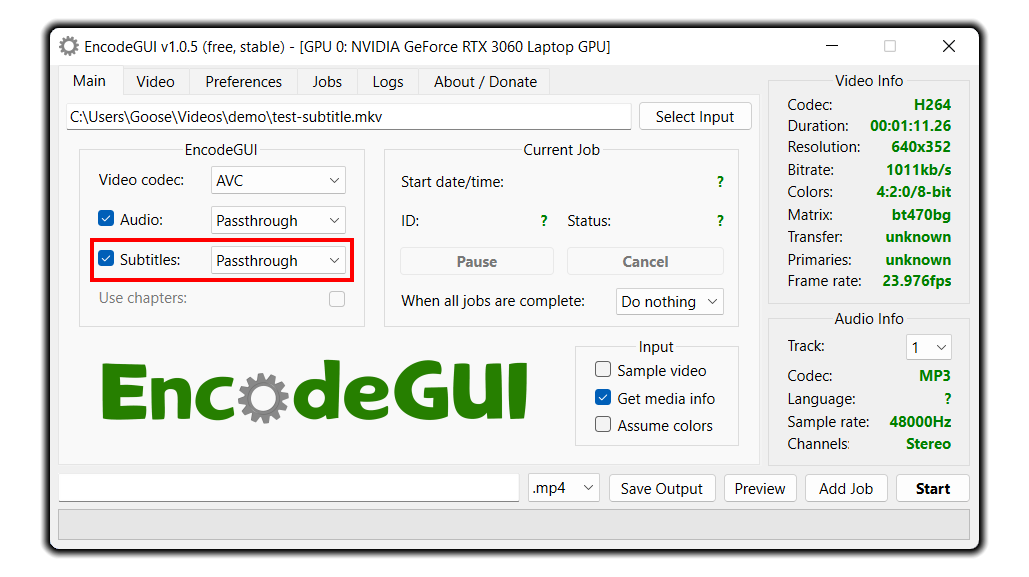 EncodeGUI v1.0.5 (free, stable) - [GPU 0: NVIDIA GeForce RTX 3060 Laptop GPU]
Main Video Preferences Jobs Logs About / Donate
C:\Users\Goose\Videos\demo\test-subtitle.mkv Select Input
EncodeGUI
Video codec: AVC
Audio: Passthrough
Subtitles: Passthrough
Use chapters:
Current Job
Start date/time: ?
ID: ? Status: ?
Pause Cancel
When all jobs are complete: Do nothing
EncodeGUI
Input
Sample video
Get media info
Assume colors
Video Info
Codec: H264
Duration: 00:01:11.26
Resolution: 640x352
Bitrate: 1011kb/s
Colors: 4:2:0/8-bit
Matrix: bt470bg
Transfer: unknown
Primaries: unknown
Frame rate: 23.976fps
Audio Info
Track: 1
Codec: MP3
Language: ?
Sample rate: 48000Hz
Channels: Stereo
.mp4 Save Output Preview Add Job Start